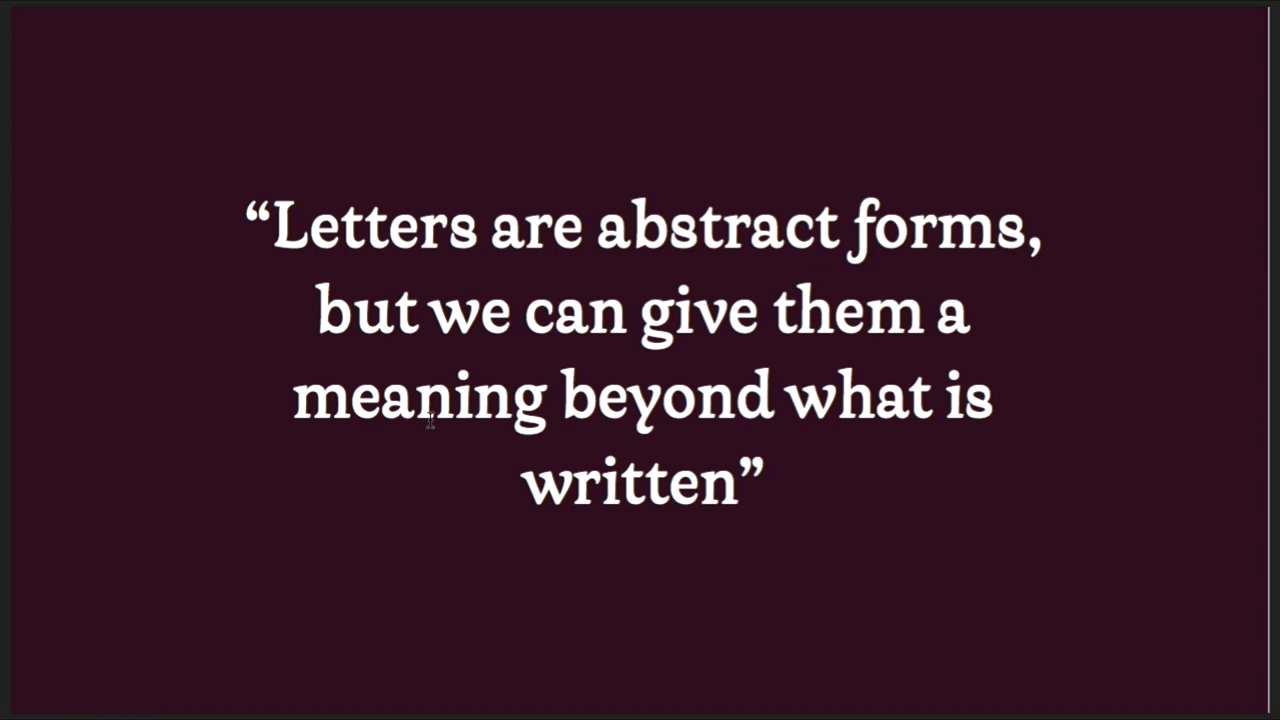 “Letters are abstract forms,
but we can give them a
meaning beyond what is
written”